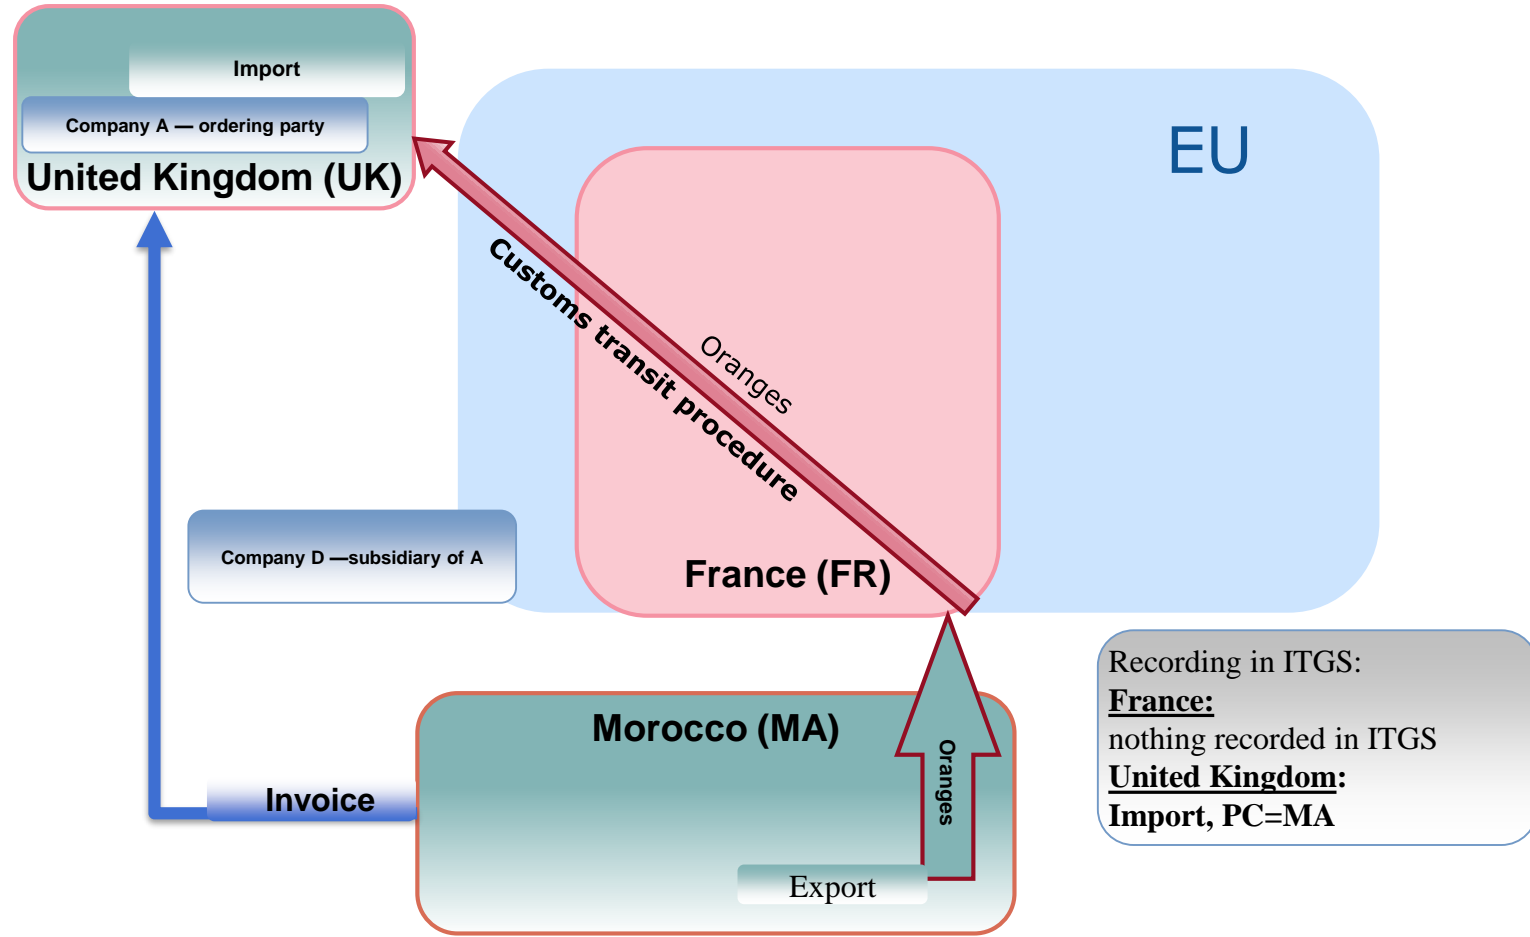 Import
Company A — ordering party
United Kingdom (UK)
EU
Customs transit procedure
Oranges
Company D —subsidiary of A
France (FR)
Morocco (MA)
Oranges
Invoice
Export
Recording in ITGS:
France:
nothing recorded in ITGS
United Kingdom:
Import, PC=MA